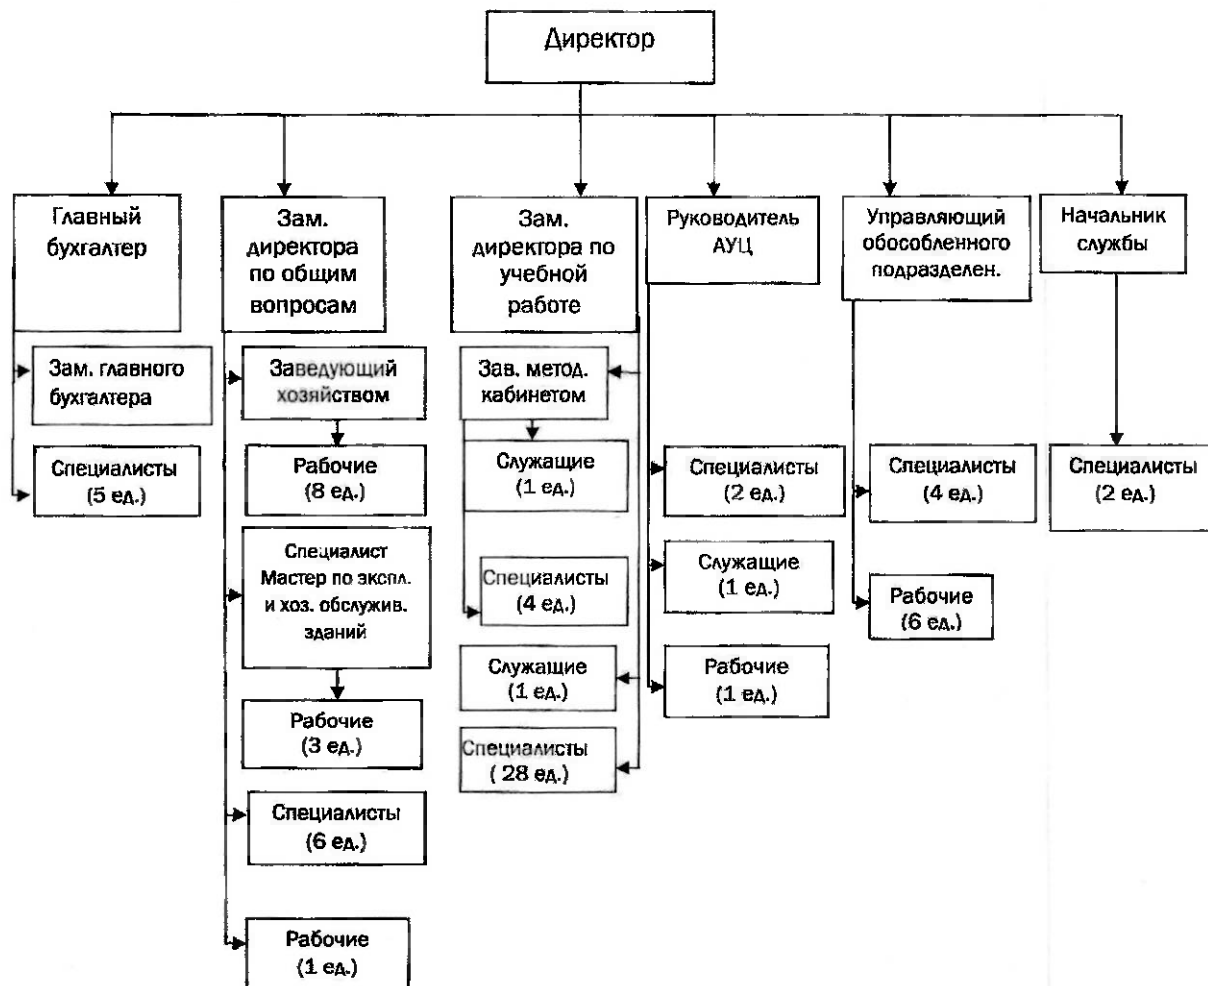 Директор
Главный
бухгалтер
Зам.
директора
по общим
вопросам
Зам.
директора по
учебной
работе
Руководитель
АУЦ
Управляющий
обособленного
подразделен.
Начальник
службы
Зам. главного
бухгалтера
Специалисты
(5 ед.)
Заведующий
хозяйством
Рабочие
(8 ед.)
Специалист
Мастер по экспл.
и хоз. обслужив.
зданий
Рабочие
(3 ед.)
Специалисты
(6 ед.)
Рабочие
(1 ед.)
Зав. метод.
кабинетом
Служащие
(1 ед.)
Специалисты
(4 ед.)
Служащие
(1 ед.)
Специалисты
( 28 ед.)
Специалисты
(2 ед.)
Служащие
(1 ед.)
Рабочие
(1 ед.)
Специалисты
(4 ед.)
Рабочие
(6 ед.)
Специалисты
(2 ед.)